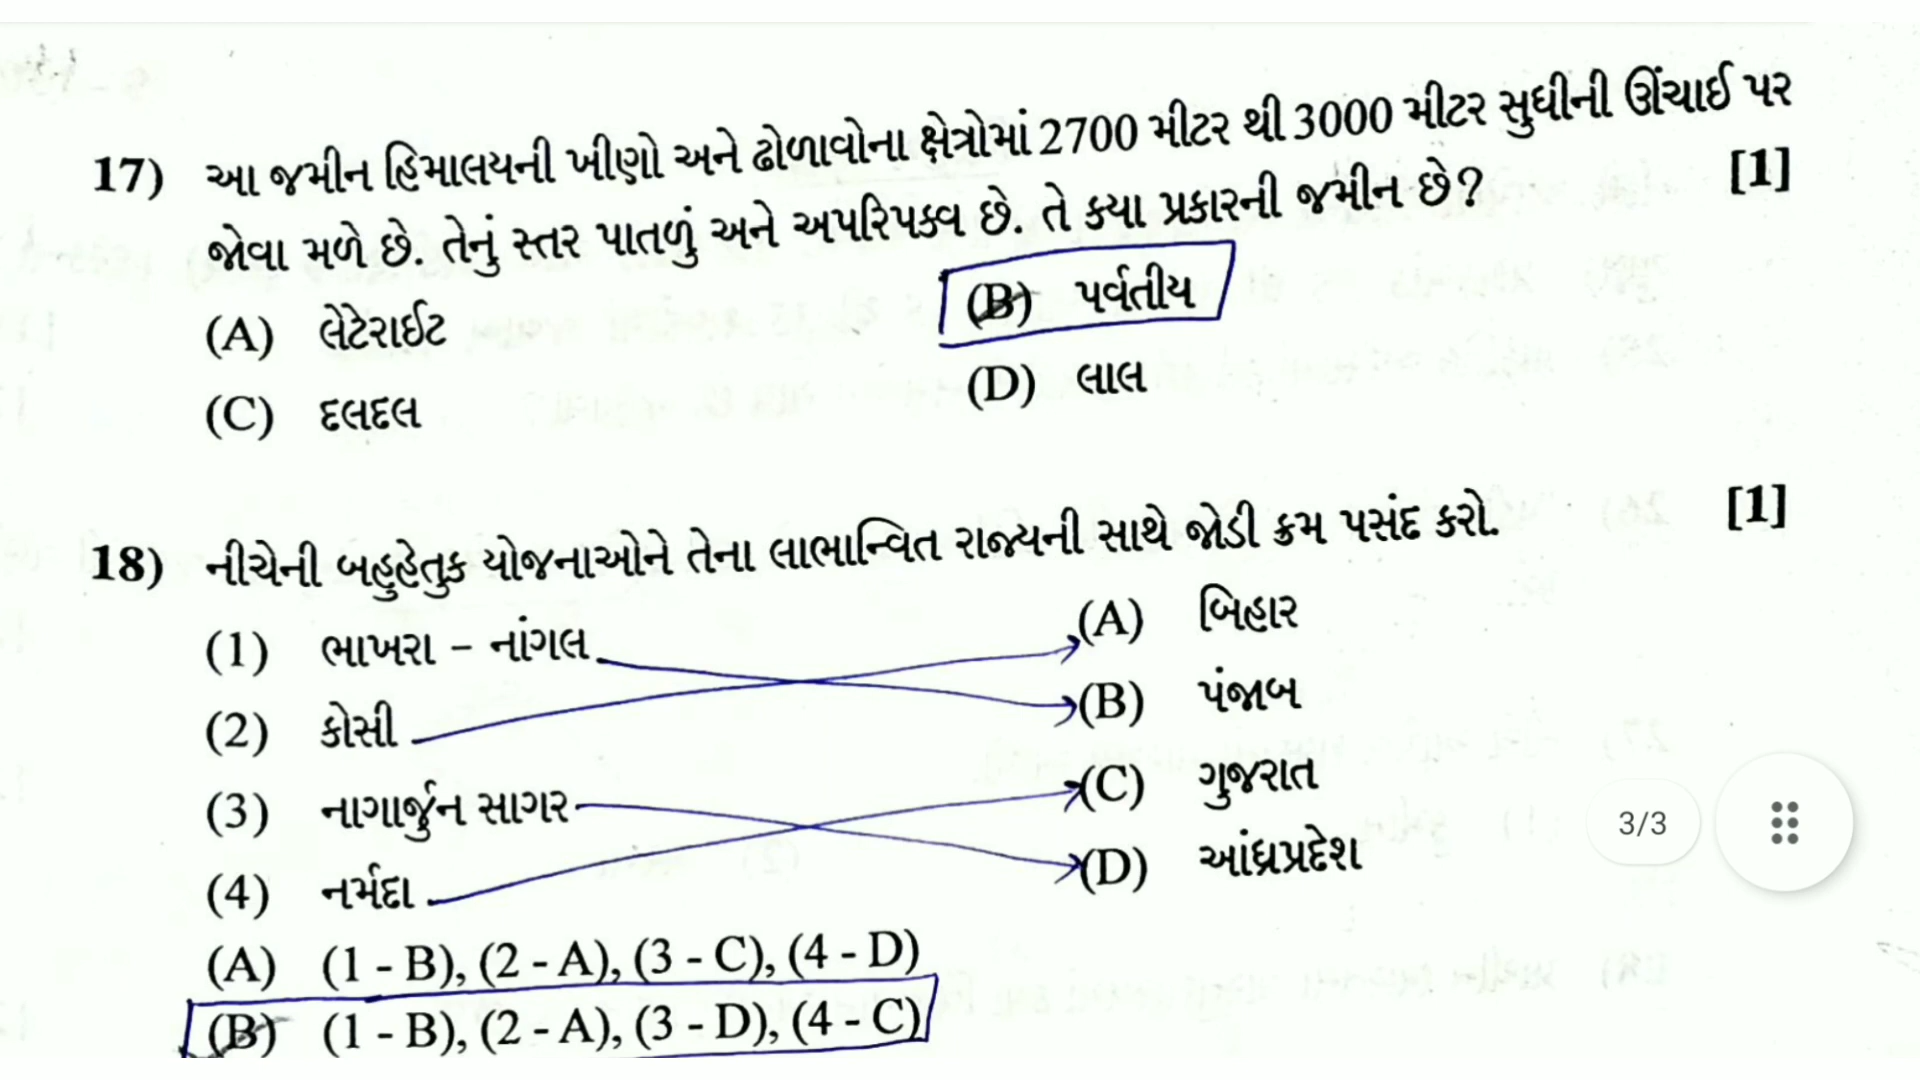 17) આ જમીન હિમાલયની ખીણો અને ઢોળાવોના ક્ષેત્રોમાં 2700 મીટર થી 3000 મીટર સુધીની ઊંચાઈ પર
જોવા મળે છે. તેનું સ્તર પાતળું અને અપરિપક્વ છે. તે કયા પ્રકારની જમીન છે? [1]
(A) લેટેરાઈટ (B) પર્વતીય
(C) દલદલ (D) લાલ
18) નીચેની બહુહેતુક યોજનાઓને તેના લાભાન્વિત રાજ્યની સાથે જોડી ક્રમ પસંદ કરો. [1]
(1) ભાખરા – નાંગલ (A) બિહાર
(2) કોસી (B) પંજાબ
(3) નાગાર્જુન સાગર (C) ગુજરાત
(4) નર્મદા (D) આંધ્રપ્રદેશ
(A) (1 - B), (2 - A), (3 - C), (4 - D)
(B) (1 - B), (2 - A), (3 - D), (4 - C)
3/3